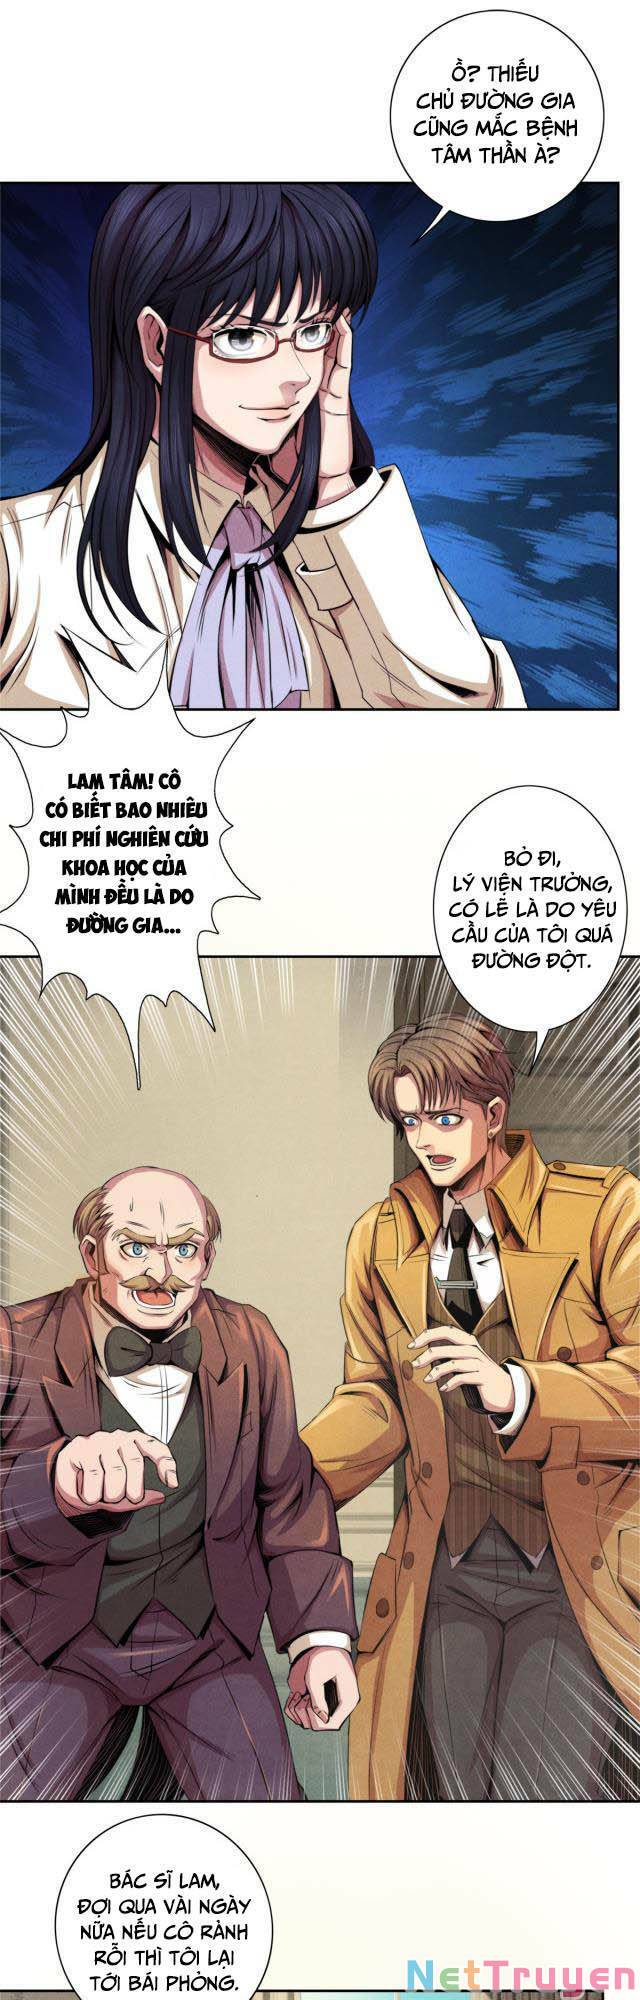 Ồ? THIẾU
CHỦ ĐƯỜNG GIA
CŨNG MẮC BỆNH
TÂM THẦN À?
LAM TÂM! CÔ
CÓ BIẾT BAO NHIÊU
CHI PHÍ NGHIÊN CỨU
KHOA HỌC CỦA
MÌNH ĐỀU LÀ DO
ĐƯỜNG GIA...
BỎ ĐI,
LÝ VIỆN TRƯỞNG,
CÓ LẼ LÀ DO YÊU
CẦU CỦA TÔI QUÁ
ĐƯỜNG ĐỘT.
BÁC SĨ LAM,
ĐỢI QUA VÀI NGÀY
NỮA NẾU CÔ RẢNH
RỖI THÌ TÔI LẠI
TỚI BÁI PHỎNG.
NetTruyen